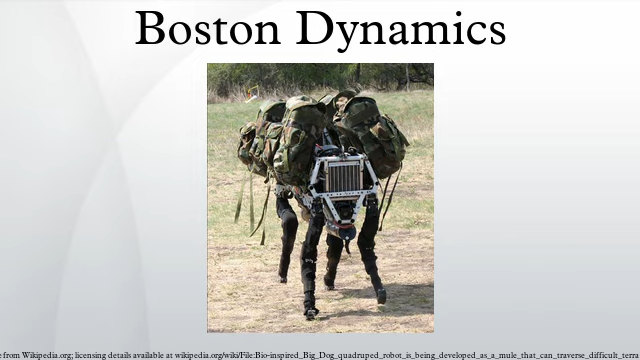 Boston Dynamics
from Wikipedia.org; licensing details available at wikipedia.org/wiki/File:Bio-inspired_Big_Dog_quadruped_robot_is_being_developed_as_a_mule_that_can_traverse_difficult_terra